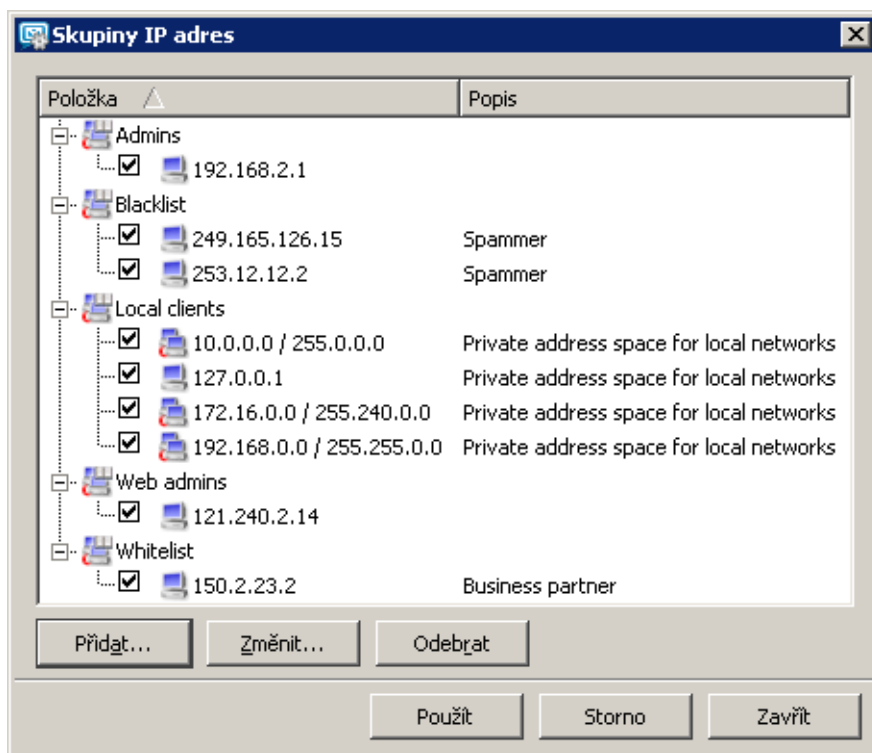 Skupiny IP adres
Položka Popis
Admins
192.168.2.1
Blacklist
249.165.126.15 Spammer
253.12.12.2 Spammer
Local clients
10.0.0.0 / 255.0.0.0 Private address space for local networks
127.0.0.1 Private address space for local networks
172.16.0.0 / 255.240.0.0 Private address space for local networks
192.168.0.0 / 255.255.0.0 Private address space for local networks
Web admins
121.240.2.14
Whitelist
150.2.23.2 Business partner
Přidat... Změnit... Odebrat
Použít Storno Zavřít